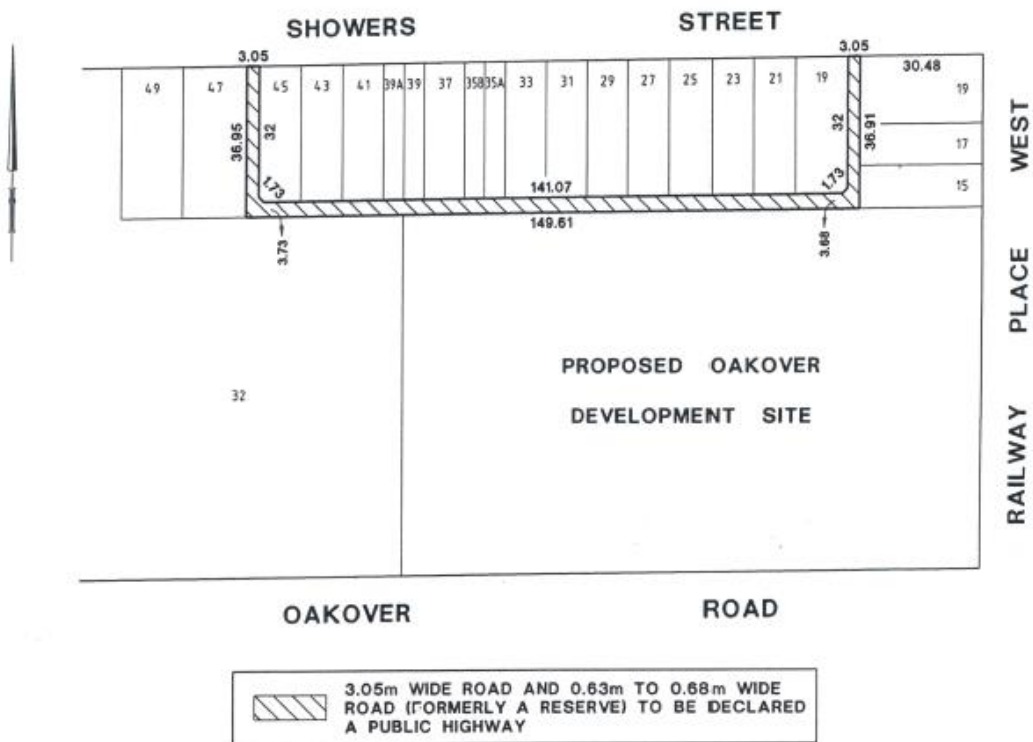 SHOWERS STREET
3.05 3.05
30.48
49 47 45 43 41 39A 39 37 35B 35A 33 31 29 27 25 23 21 19 19
36.95 32 32 36.91
17
1.73 141.07 1.73 15
149.61
3.73 3.68
RAILWAY PLACE WEST
PROPOSED OAKOVER
32
DEVELOPMENT SITE
OAKOVER ROAD
3.05m WIDE ROAD AND 0.63m TO 0.68m WIDE
ROAD (FORMERLY A RESERVE) TO BE DECLARED
A PUBLIC HIGHWAY